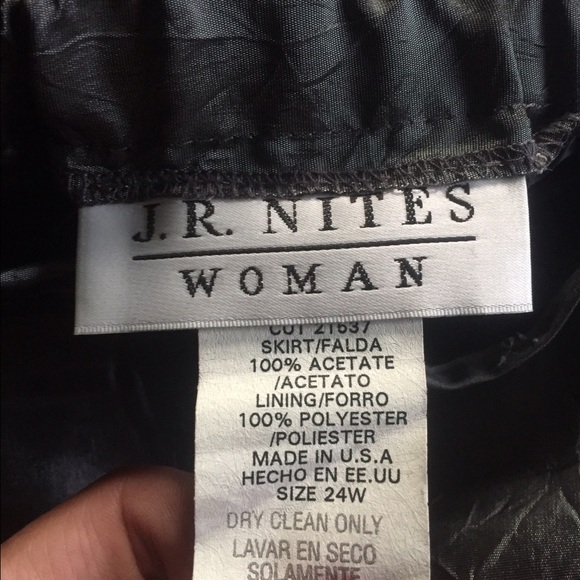 J.R. NITES
WOMAN
CUT 21637
SKIRT/FALDA
100% ACETATE
/ACETATO
LINING/FORRO
100% POLYESTER
/POLIESTER
MADE IN U.S.A
HECHO EN EE.UU
SIZE 24W
DRY CLEAN ONLY
LAVAR EN SECO
SOLAMENTE